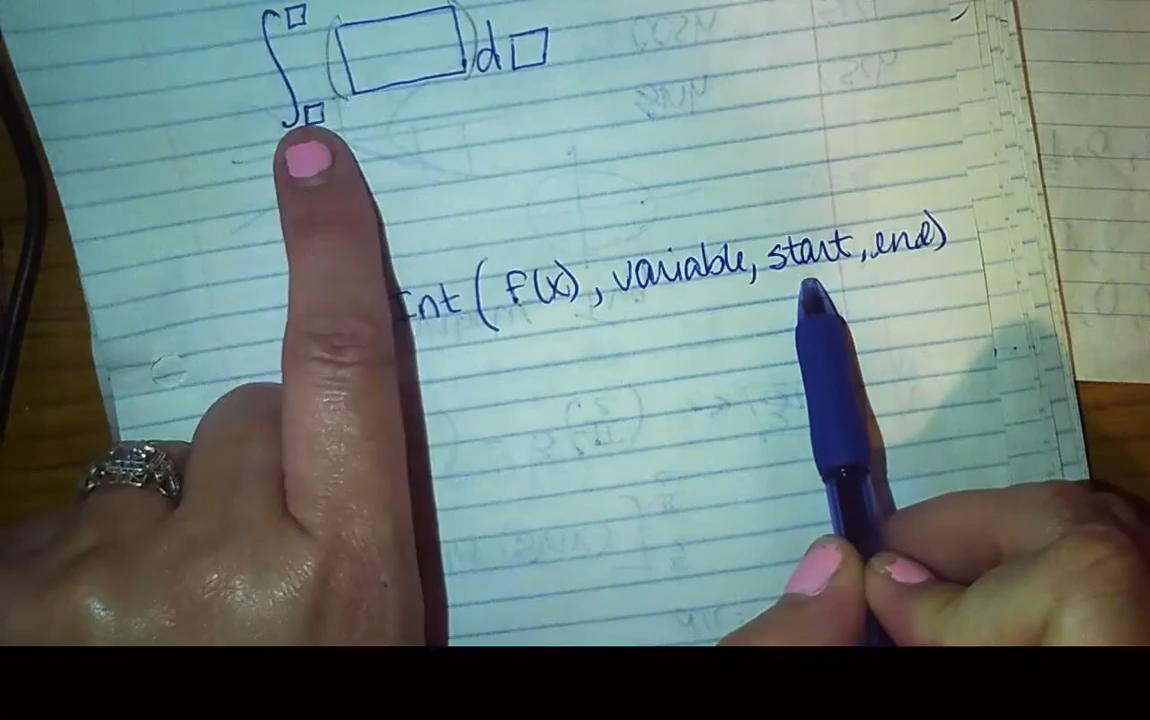 ∫□□ (□) d□
Int ( f(x), variable, start, end)